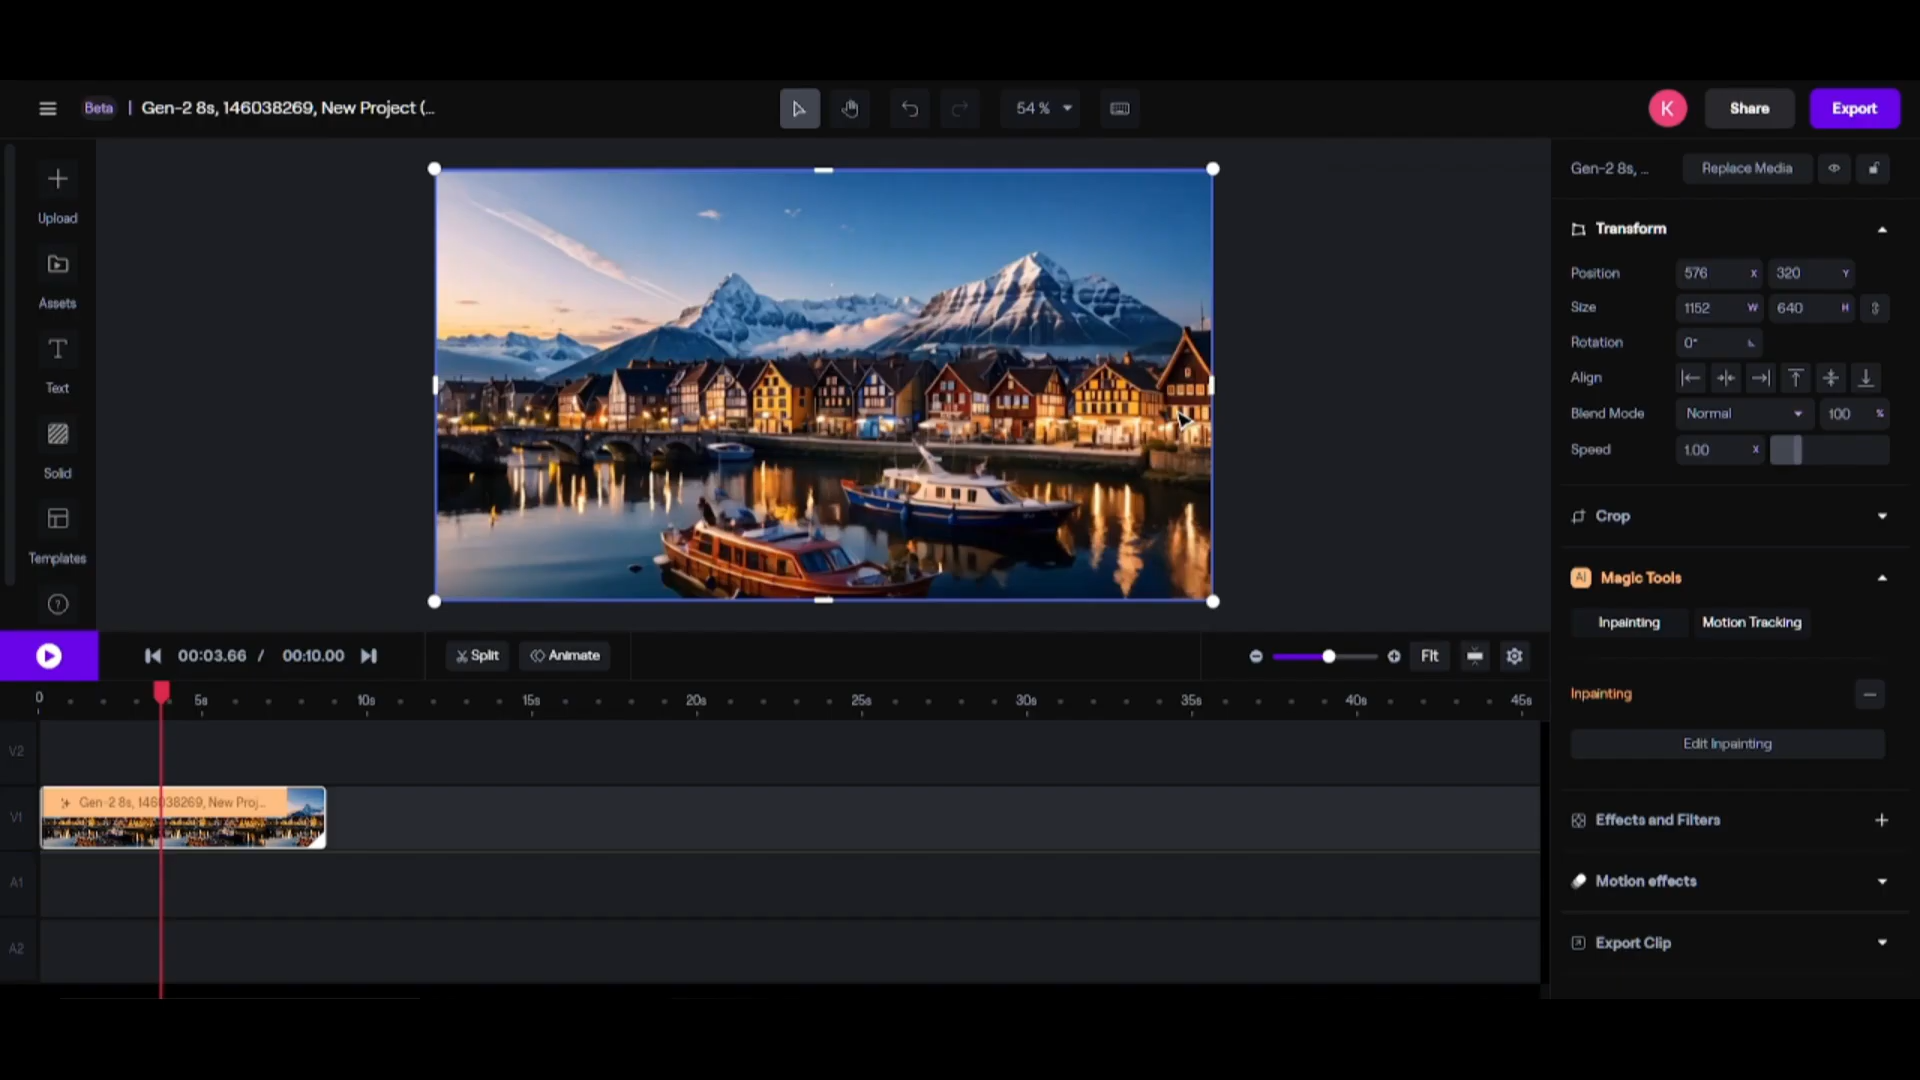 Beta | Gen-2 8s, 146038269, New Project (...
54 %
K
Share
Export
Upload
Assets
Text
Solid
Templates
?
Gen-2 8s, ...
Replace Media
Transform
Position 576 X 320 Y
Size 1152 W 640 H
Rotation 0°
Align
Blend Mode Normal 100 %
Speed 1.00 X
Crop
AI Magic Tools
Inpainting Motion Tracking
Inpainting
Edit Inpainting
Effects and Filters
Motion effects
Export Clip
00:03.66 / 00:10.00
Split
Animate
Fit
0 5s 10s 15s 20s 25s 30s 35s 40s 45s
V2
V1
Gen-2 8s, 146038269, New Proj...
A1
A2